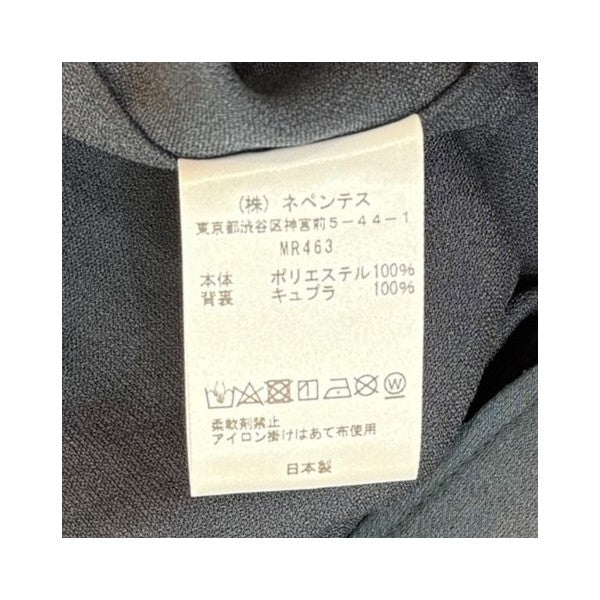 (株) ネペンテス
東京都渋谷区神宮前5-44-1
MR463
本体 ポリエステル100%
背裏 キュプラ 100%
W
柔軟剤禁止
アイロン掛けはあて布使用
日本製